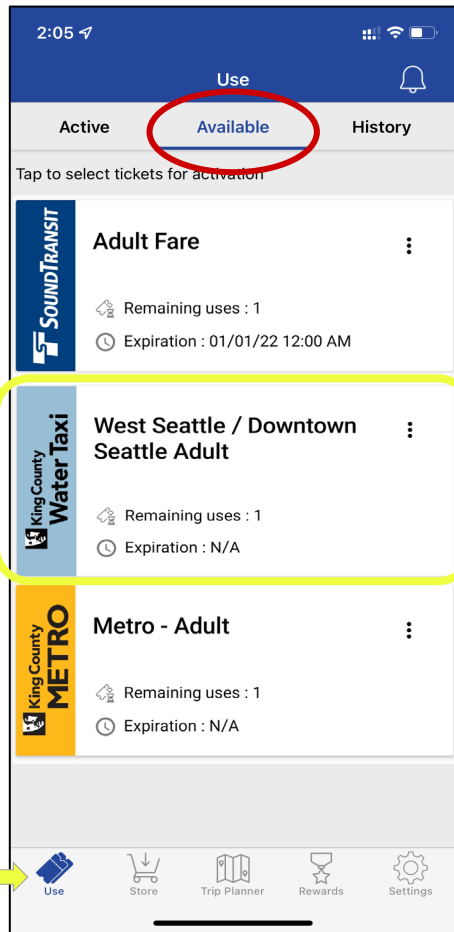 2:05
Use
Active Available History
Tap to select tickets for activation
SOUNDTRANSIT
Adult Fare
Remaining uses : 1
Expiration : 01/01/22 12:00 AM
King County
Water Taxi
West Seattle / Downtown
Seattle Adult
Remaining uses : 1
Expiration : N/A
King County
METRO
Metro - Adult
Remaining uses : 1
Expiration : N/A
Use Store Trip Planner Rewards Settings